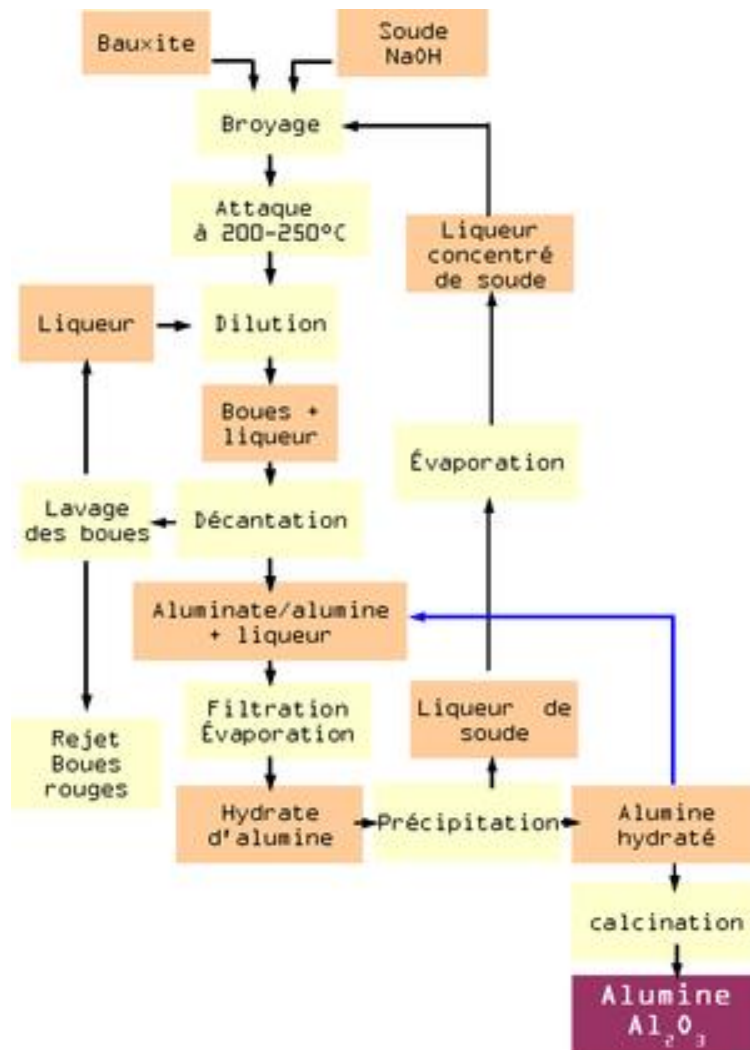 Bauxite
Soude
NaOH
Broyage
Attaque
à 200-250°C
Liqueur
concentré
de soude
Liqueur
Dilution
Boues +
liqueur
Évaporation
Lavage
des boues
Décantation
Aluminate/alumine
+ liqueur
Filtration
Évaporation
Liqueur de
soude
Rejet
Boues
rouges
Hydrate
d'alumine
Précipitation
Alumine
hydraté
calcination
Alumine
Al₂O₃